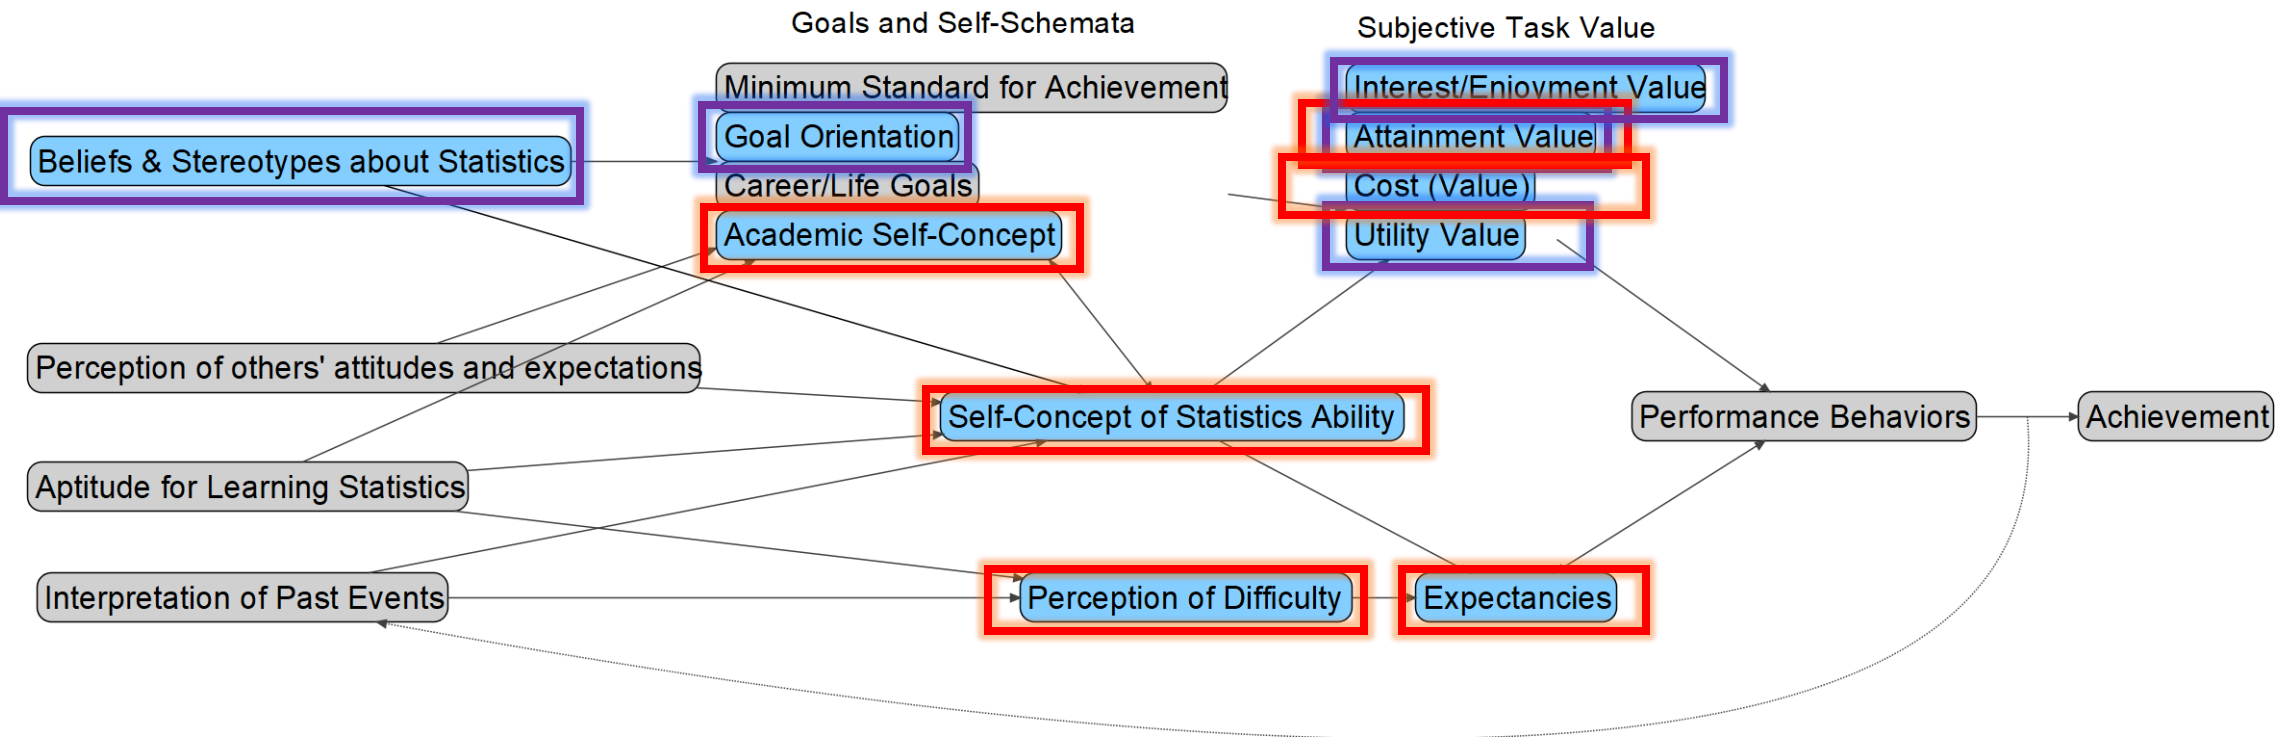 Goals and Self-Schemata
Subjective Task Value
Minimum Standard for Achievement
Interest/Enjoyment Value
Goal Orientation
Attainment Value
Beliefs & Stereotypes about Statistics
Career/Life Goals
Cost (Value)
Academic Self-Concept
Utility Value
Perception of others' attitudes and expectations
Self-Concept of Statistics Ability
Performance Behaviors
Achievement
Aptitude for Learning Statistics
Interpretation of Past Events
Perception of Difficulty
Expectancies